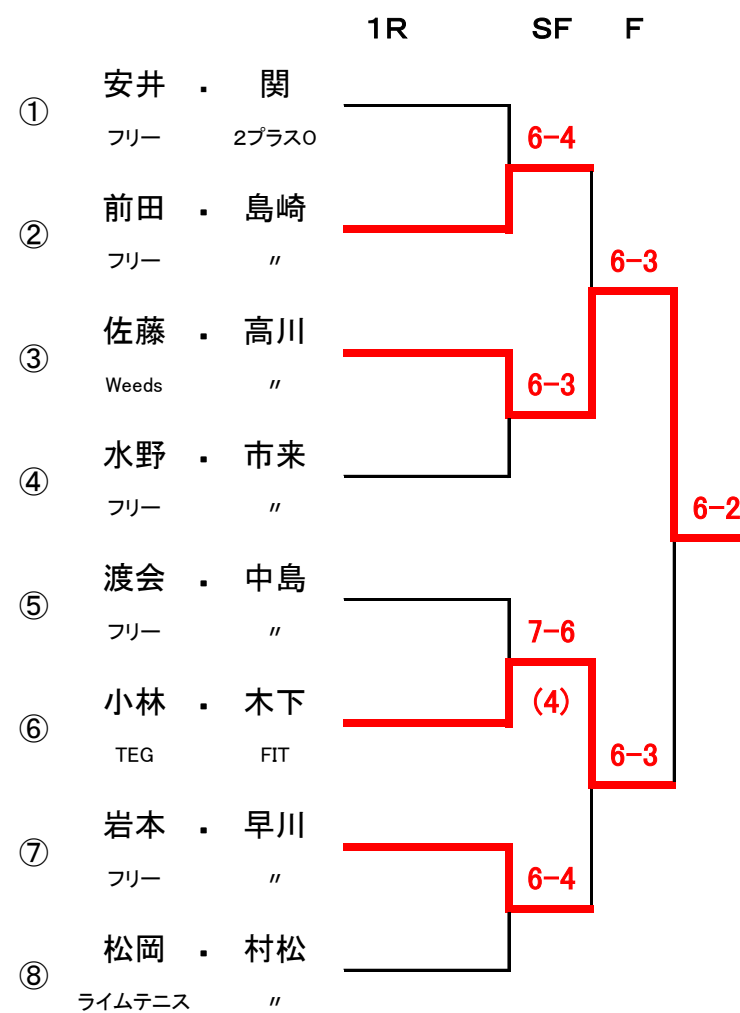 1R SF F
安井 ・ 関
①
フリー 2プラスO
6-4
前田 ・ 島崎
②
フリー 〃
6-3
佐藤 ・ 高川
③
Weeds 〃
6-3
水野 ・ 市来
④
フリー 〃
6-2
渡会 ・ 中島
⑤
フリー 〃
7-6
小林 ・ 木下
(4)
⑥
TEG FIT
6-3
岩本 ・ 早川
⑦
フリー 〃
6-4
松岡 ・ 村松
⑧
ライムテニス 〃